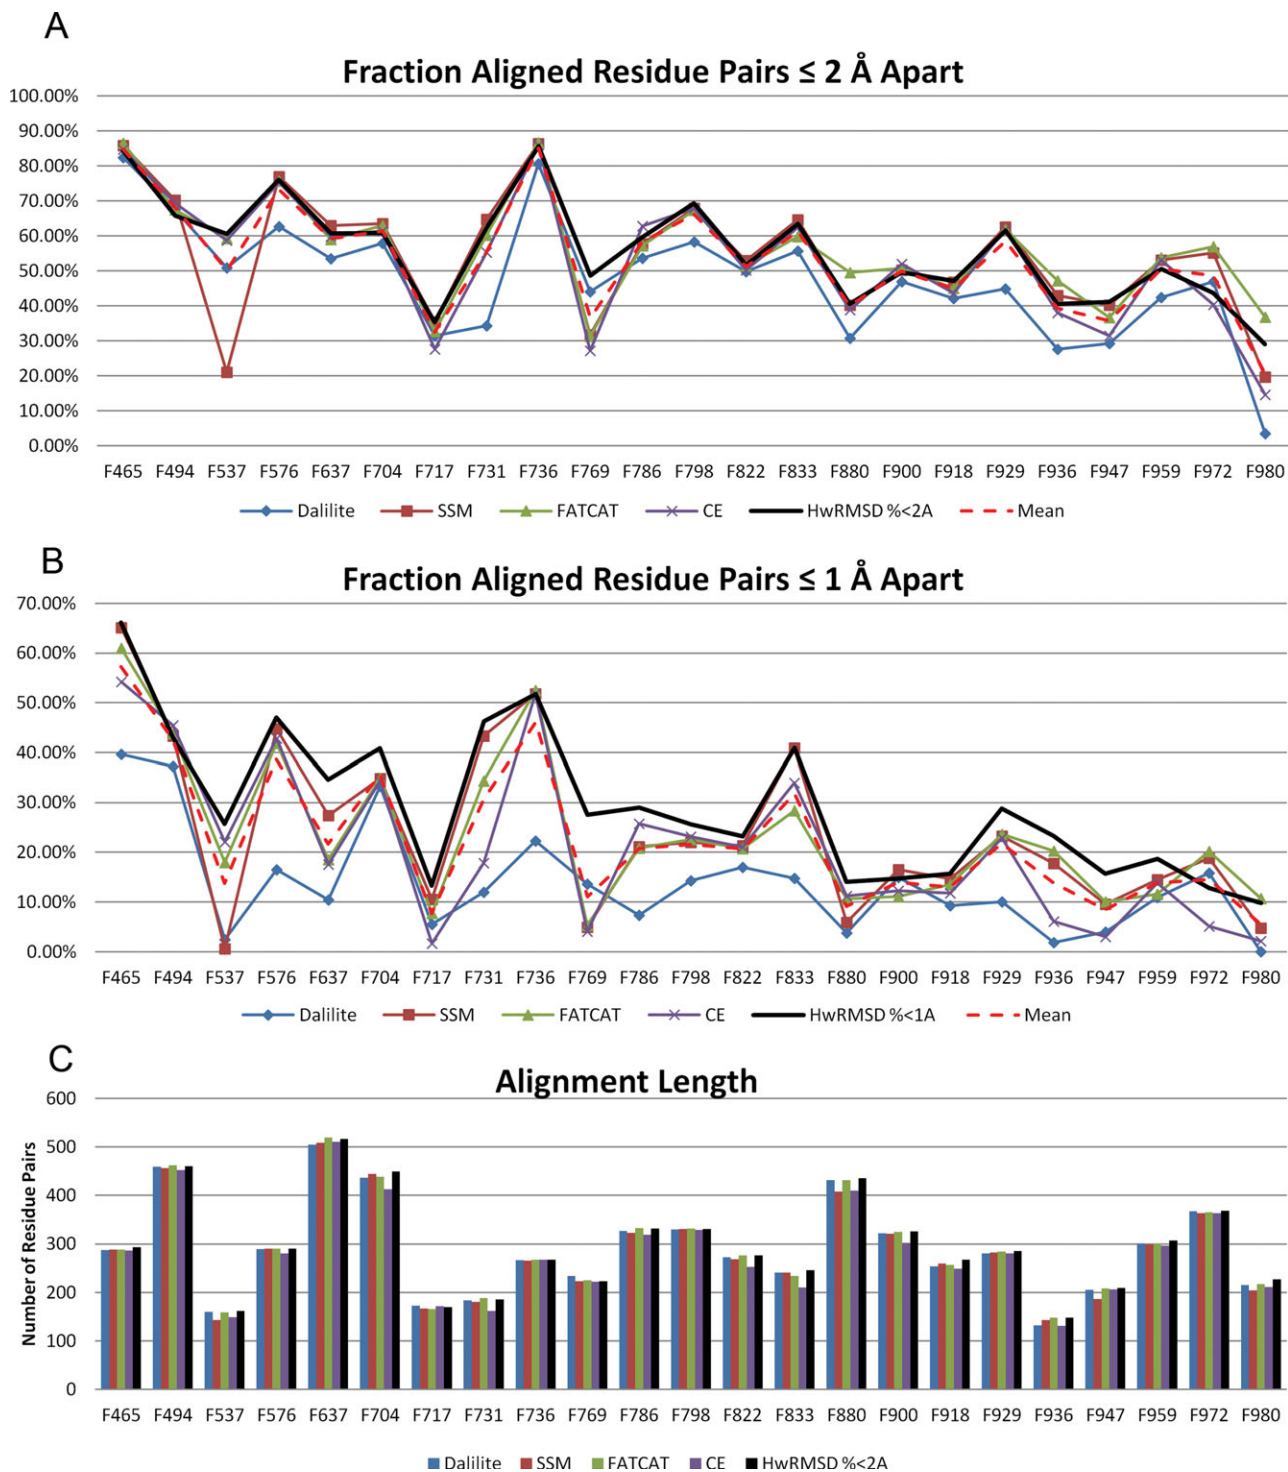 A
Fraction Aligned Residue Pairs ≤ 2 Å Apart
100.00%
90.00%
80.00%
70.00%
60.00%
50.00%
40.00%
30.00%
20.00%
10.00%
0.00%
F465 F494 F537 F576 F637 F704 F717 F731 F736 F769 F786 F798 F822 F833 F880 F900 F918 F929 F936 F947 F959 F972 F980
Dalilite SSM FATCAT CE HwRMSD %<2A Mean
B
Fraction Aligned Residue Pairs ≤ 1 Å Apart
70.00%
60.00%
50.00%
40.00%
30.00%
20.00%
10.00%
0.00%
F465 F494 F537 F576 F637 F704 F717 F731 F736 F769 F786 F798 F822 F833 F880 F900 F918 F929 F936 F947 F959 F972 F980
Dalilite SSM FATCAT CE HwRMSD %<1A Mean
C
Alignment Length
Number of Residue Pairs
600
500
400
300
200
100
0
F465 F494 F537 F576 F637 F704 F717 F731 F736 F769 F786 F798 F822 F833 F880 F900 F918 F929 F936 F947 F959 F972 F980
Dalilite SSM FATCAT CE HwRMSD %<2A